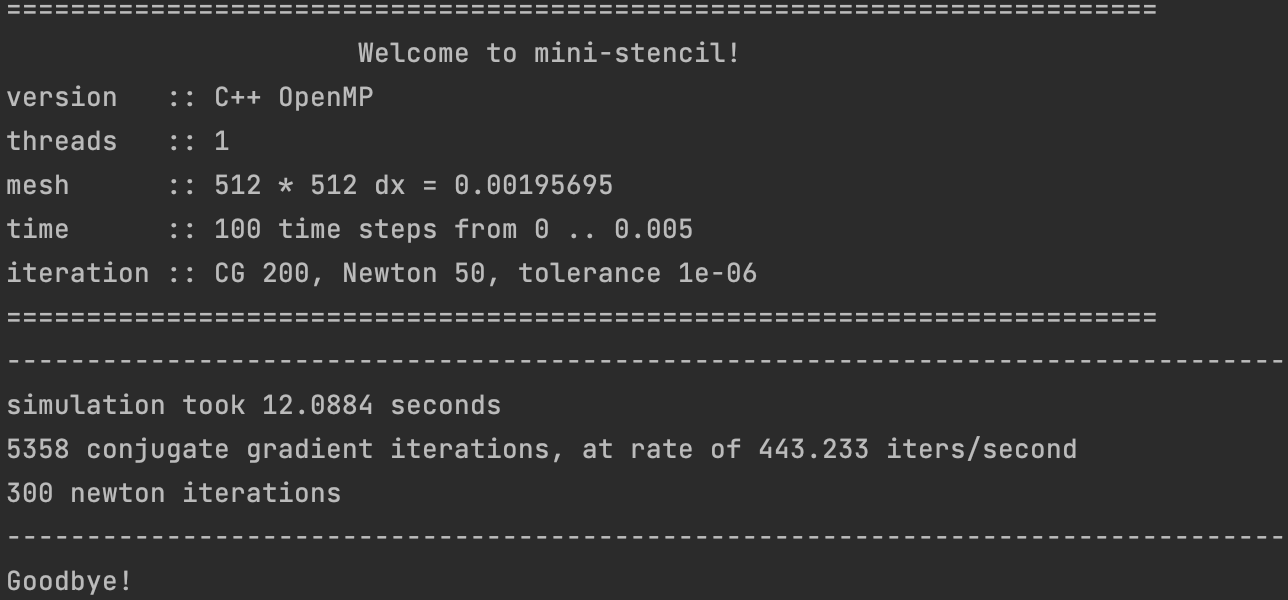 ========================================================================
                      Welcome to mini-stencil!
version   :: C++ OpenMP
threads   :: 1
mesh      :: 512 * 512 dx = 0.00195695
time      :: 100 time steps from 0 .. 0.005
iteration :: CG 200, Newton 50, tolerance 1e-06
========================================================================
--------------------------------------------------------------------------------
simulation took 12.0884 seconds
5358 conjugate gradient iterations, at rate of 443.233 iters/second
300 newton iterations
--------------------------------------------------------------------------------
Goodbye!